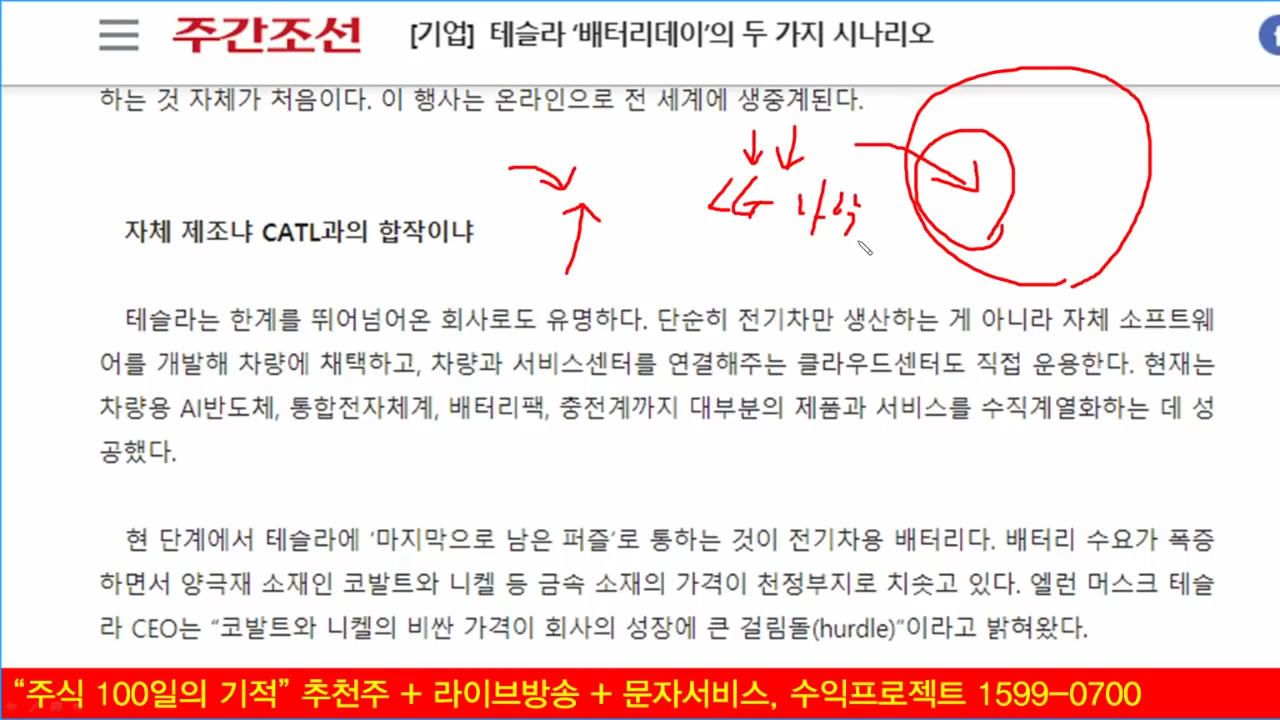 주간조선 [기업] 테슬라 ‘배터리데이’의 두 가지 시나리오
하는 것 자체가 처음이다. 이 행사는 온라인으로 전 세계에 생중계된다.
LG
자체 제조냐 CATL과의 합작이냐
테슬라는 한계를 뛰어넘어온 회사로도 유명하다. 단순히 전기차만 생산하는 게 아니라 자체 소프트웨
어를 개발해 차량에 채택하고, 차량과 서비스센터를 연결해주는 클라우드센터도 직접 운용한다. 현재는
차량용 AI반도체, 통합전자체계, 배터리팩, 충전계까지 대부분의 제품과 서비스를 수직계열화하는 데 성
공했다.
현 단계에서 테슬라에 ‘마지막으로 남은 퍼즐’로 통하는 것이 전기차용 배터리다. 배터리 수요가 폭증
하면서 양극재 소재인 코발트와 니켈 등 금속 소재의 가격이 천정부지로 치솟고 있다. 엘런 머스크 테슬
라 CEO는 “코발트와 니켈의 비싼 가격이 회사의 성장에 큰 걸림돌(hurdle)”이라고 밝혀왔다.
“주식 100일의 기적” 추천주 + 라이브방송 + 문자서비스, 수익프로젝트 1599-0700